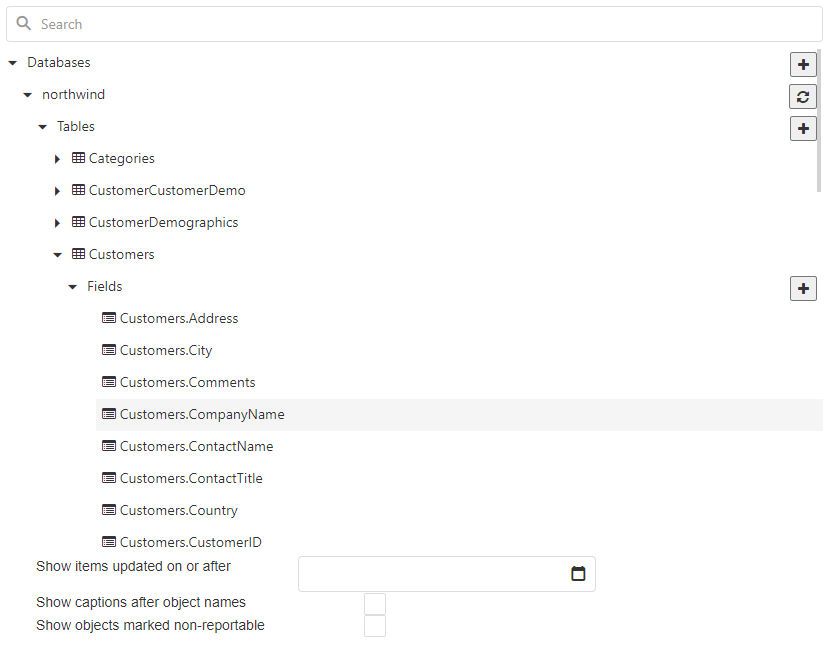 Search
Databases
northwind
Tables
Categories
CustomerCustomerDemo
CustomerDemographics
Customers
Fields
Customers.Address
Customers.City
Customers.Comments
Customers.CompanyName
Customers.ContactName
Customers.ContactTitle
Customers.Country
Customers.CustomerID
Show items updated on or after
Show captions after object names
Show objects marked non-reportable